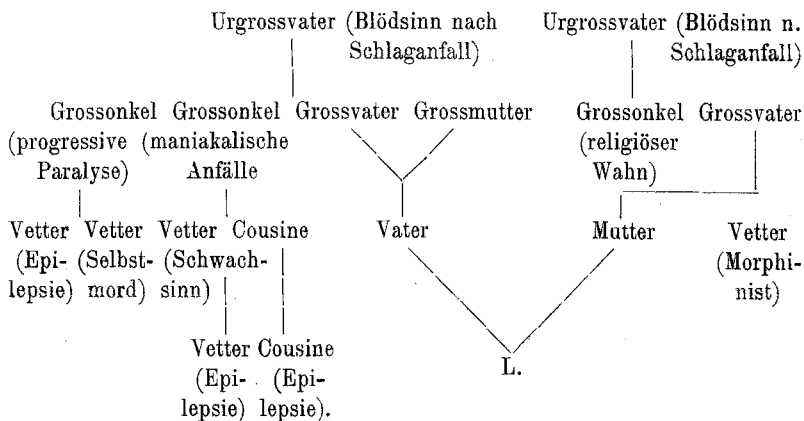 Urgrossvater (Blödsinn nach Urgrossvater (Blödsinn n.
Schlaganfall) Schlaganfall)
Grossonkel Grossonkel Grossvater Grossmutter Grossonkel Grossvater
(progressive (maniakalische (religiöser
Paralyse) Anfälle Wahn)
Vetter Vetter Vetter Cousine Vater Mutter Vetter
(Epi- (Selbst- (Schwach- (Morphi-
lepsie) mord) sinn) nist)
Vetter Cousine L.
(Epi- (Epi-
lepsie) lepsie).